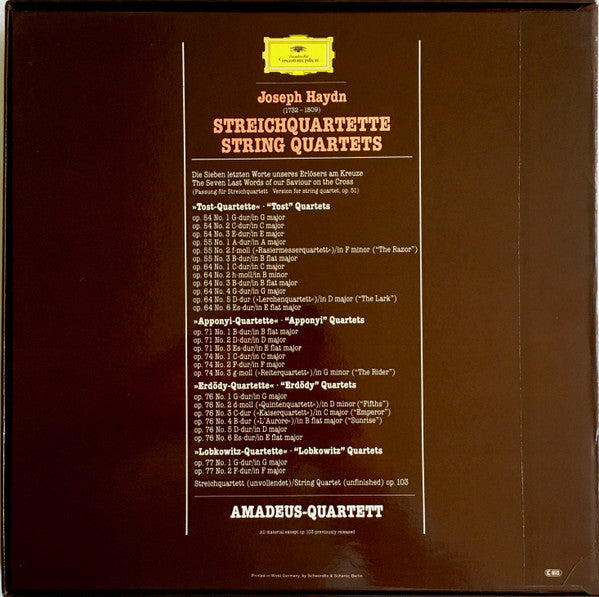 Deutsche
Grammophon
Joseph Haydn
(1732 – 1809)
STREICHQUARTETTE
STRING QUARTETS
Die Sieben letzten Worte unseres Erlösers am Kreuze
The Seven Last Words of our Saviour on the Cross
(Fassung für Streichquartett Version for string quartet, op. 51)
»Tost-Quartette« · “Tost” Quartets
op. 54 No. 1 G-dur/in G major
op. 54 No. 2 C-dur/in C major
op. 54 No. 3 E-dur/in E major
op. 55 No. 1 A-dur/in A major
op. 55 No. 2 f-moll (»Rasiermesserquartett«)/in F minor (“The Razor”)
op. 55 No. 3 B-dur/in B flat major
op. 64 No. 1 C-dur/in C major
op. 64 No. 2 h-moll/in B minor
op. 64 No. 3 B-dur/in B flat major
op. 64 No. 4 G-dur/in G major
op. 64 No. 5 D-dur (»Lerchenquartett«)/in D major (“The Lark”)
op. 64 No. 6 Es-dur/in E flat major
»Apponyi-Quartette« · “Apponyi” Quartets
op. 71 No. 1 B-dur/in B flat major
op. 71 No. 2 D-dur/in D major
op. 71 No. 3 Es-dur/in E flat major
op. 74 No. 1 C-dur/in C major
op. 74 No. 2 F-dur/in F major
op. 74 No. 3 g-moll (»Reiterquartett«)/in G minor (“The Rider”)
»Erdödy-Quartette« · “Erdödy” Quartets
op. 76 No. 1 G-dur/in G major
op. 76 No. 2 d-moll (»Quintenquartett«)/in D minor (“Fifths”)
op. 76 No. 3 C-dur (»Kaiserquartett«)/in C major (“Emperor”)
op. 76 No. 4 B-dur (»L'Aurore«)/in B flat major (“Sunrise”)
op. 76 No. 5 D-dur/in D major
op. 76 No. 6 Es-dur/in E flat major
»Lobkowitz-Quartette« · “Lobkowitz” Quartets
op. 77 No. 1 G-dur/in G major
op. 77 No. 2 F-dur/in F major
Streichquartett (unvollendet)/String Quartet (unfinished) op. 103
AMADEUS-QUARTETT
All material except op. 103 previously released
Printed in West Germany, by Schwendke & Schantz, Berlin